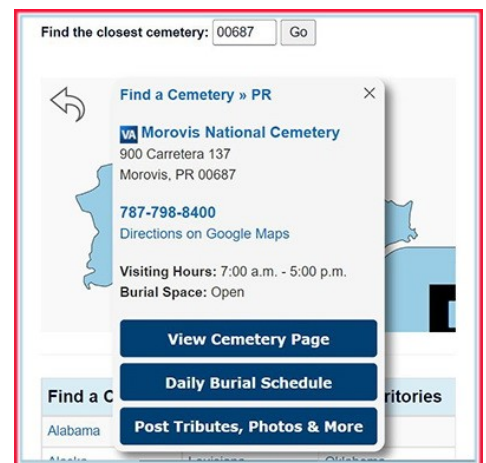 Find the closest cemetery: 00687 Go
Find a Cemetery » PR ×
VA Morovis National Cemetery
900 Carretera 137
Morovis, PR 00687
787-798-8400
Directions on Google Maps
Visiting Hours: 7:00 a.m. - 5:00 p.m.
Burial Space: Open
View Cemetery Page
Daily Burial Schedule
Post Tributes, Photos & More
Find a C
ritories
Alabama